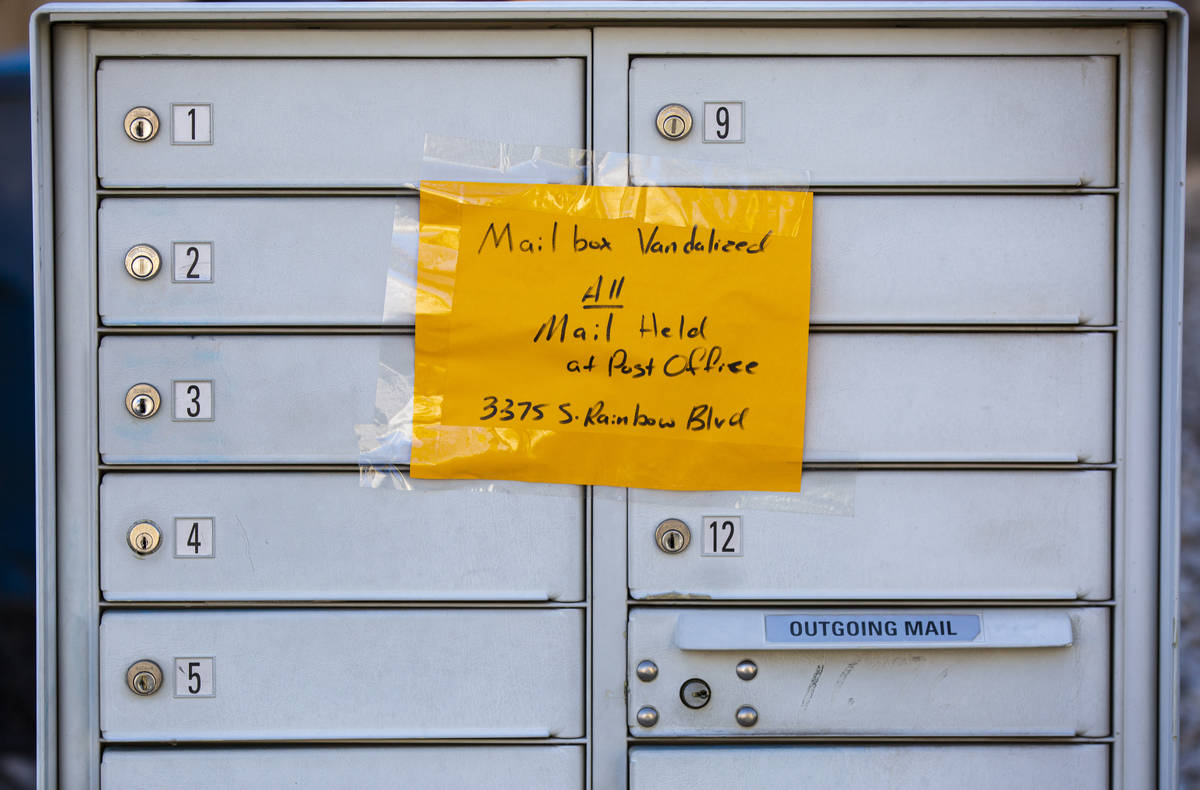 1
9
2
3
4
12
5
Mail box Vandalized
All
Mail Held
at Post Office
3375 S. Rainbow Blvd
OUTGOING MAIL